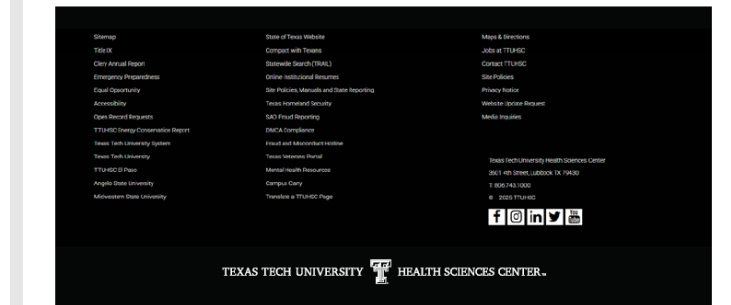 Sitemap
Title IX
Clery Annual Report
Emergency Preparedness
Equal Opportunity
Accessibility
Open Record Requests
TTUHSC Energy Conservation Report
Texas Tech University System
Texas Tech University
TTUHSC El Paso
Angelo State University
Midwestern State University
State of Texas Website
Compact with Texans
Statewide Search (TRAIL)
Online Institutional Resumes
Site Policies, Manuals and State Reporting
Texas Homeland Security
SAO Fraud Reporting
DMCA Compliance
Fraud and Misconduct Hotline
Texas Veterans Portal
Mental Health Resources
Campus Carry
Translate a TTUHSC Page
Maps & Directions
Jobs at TTUHSC
Contact TTUHSC
Site Policies
Privacy Notice
Website Update Request
Media Inquiries
Texas Tech University Health Sciences Center
3601 4th Street, Lubbock TX 79430
T 806.743.1000
© 2025 TTUHSC
TEXAS TECH UNIVERSITY HEALTH SCIENCES CENTER™